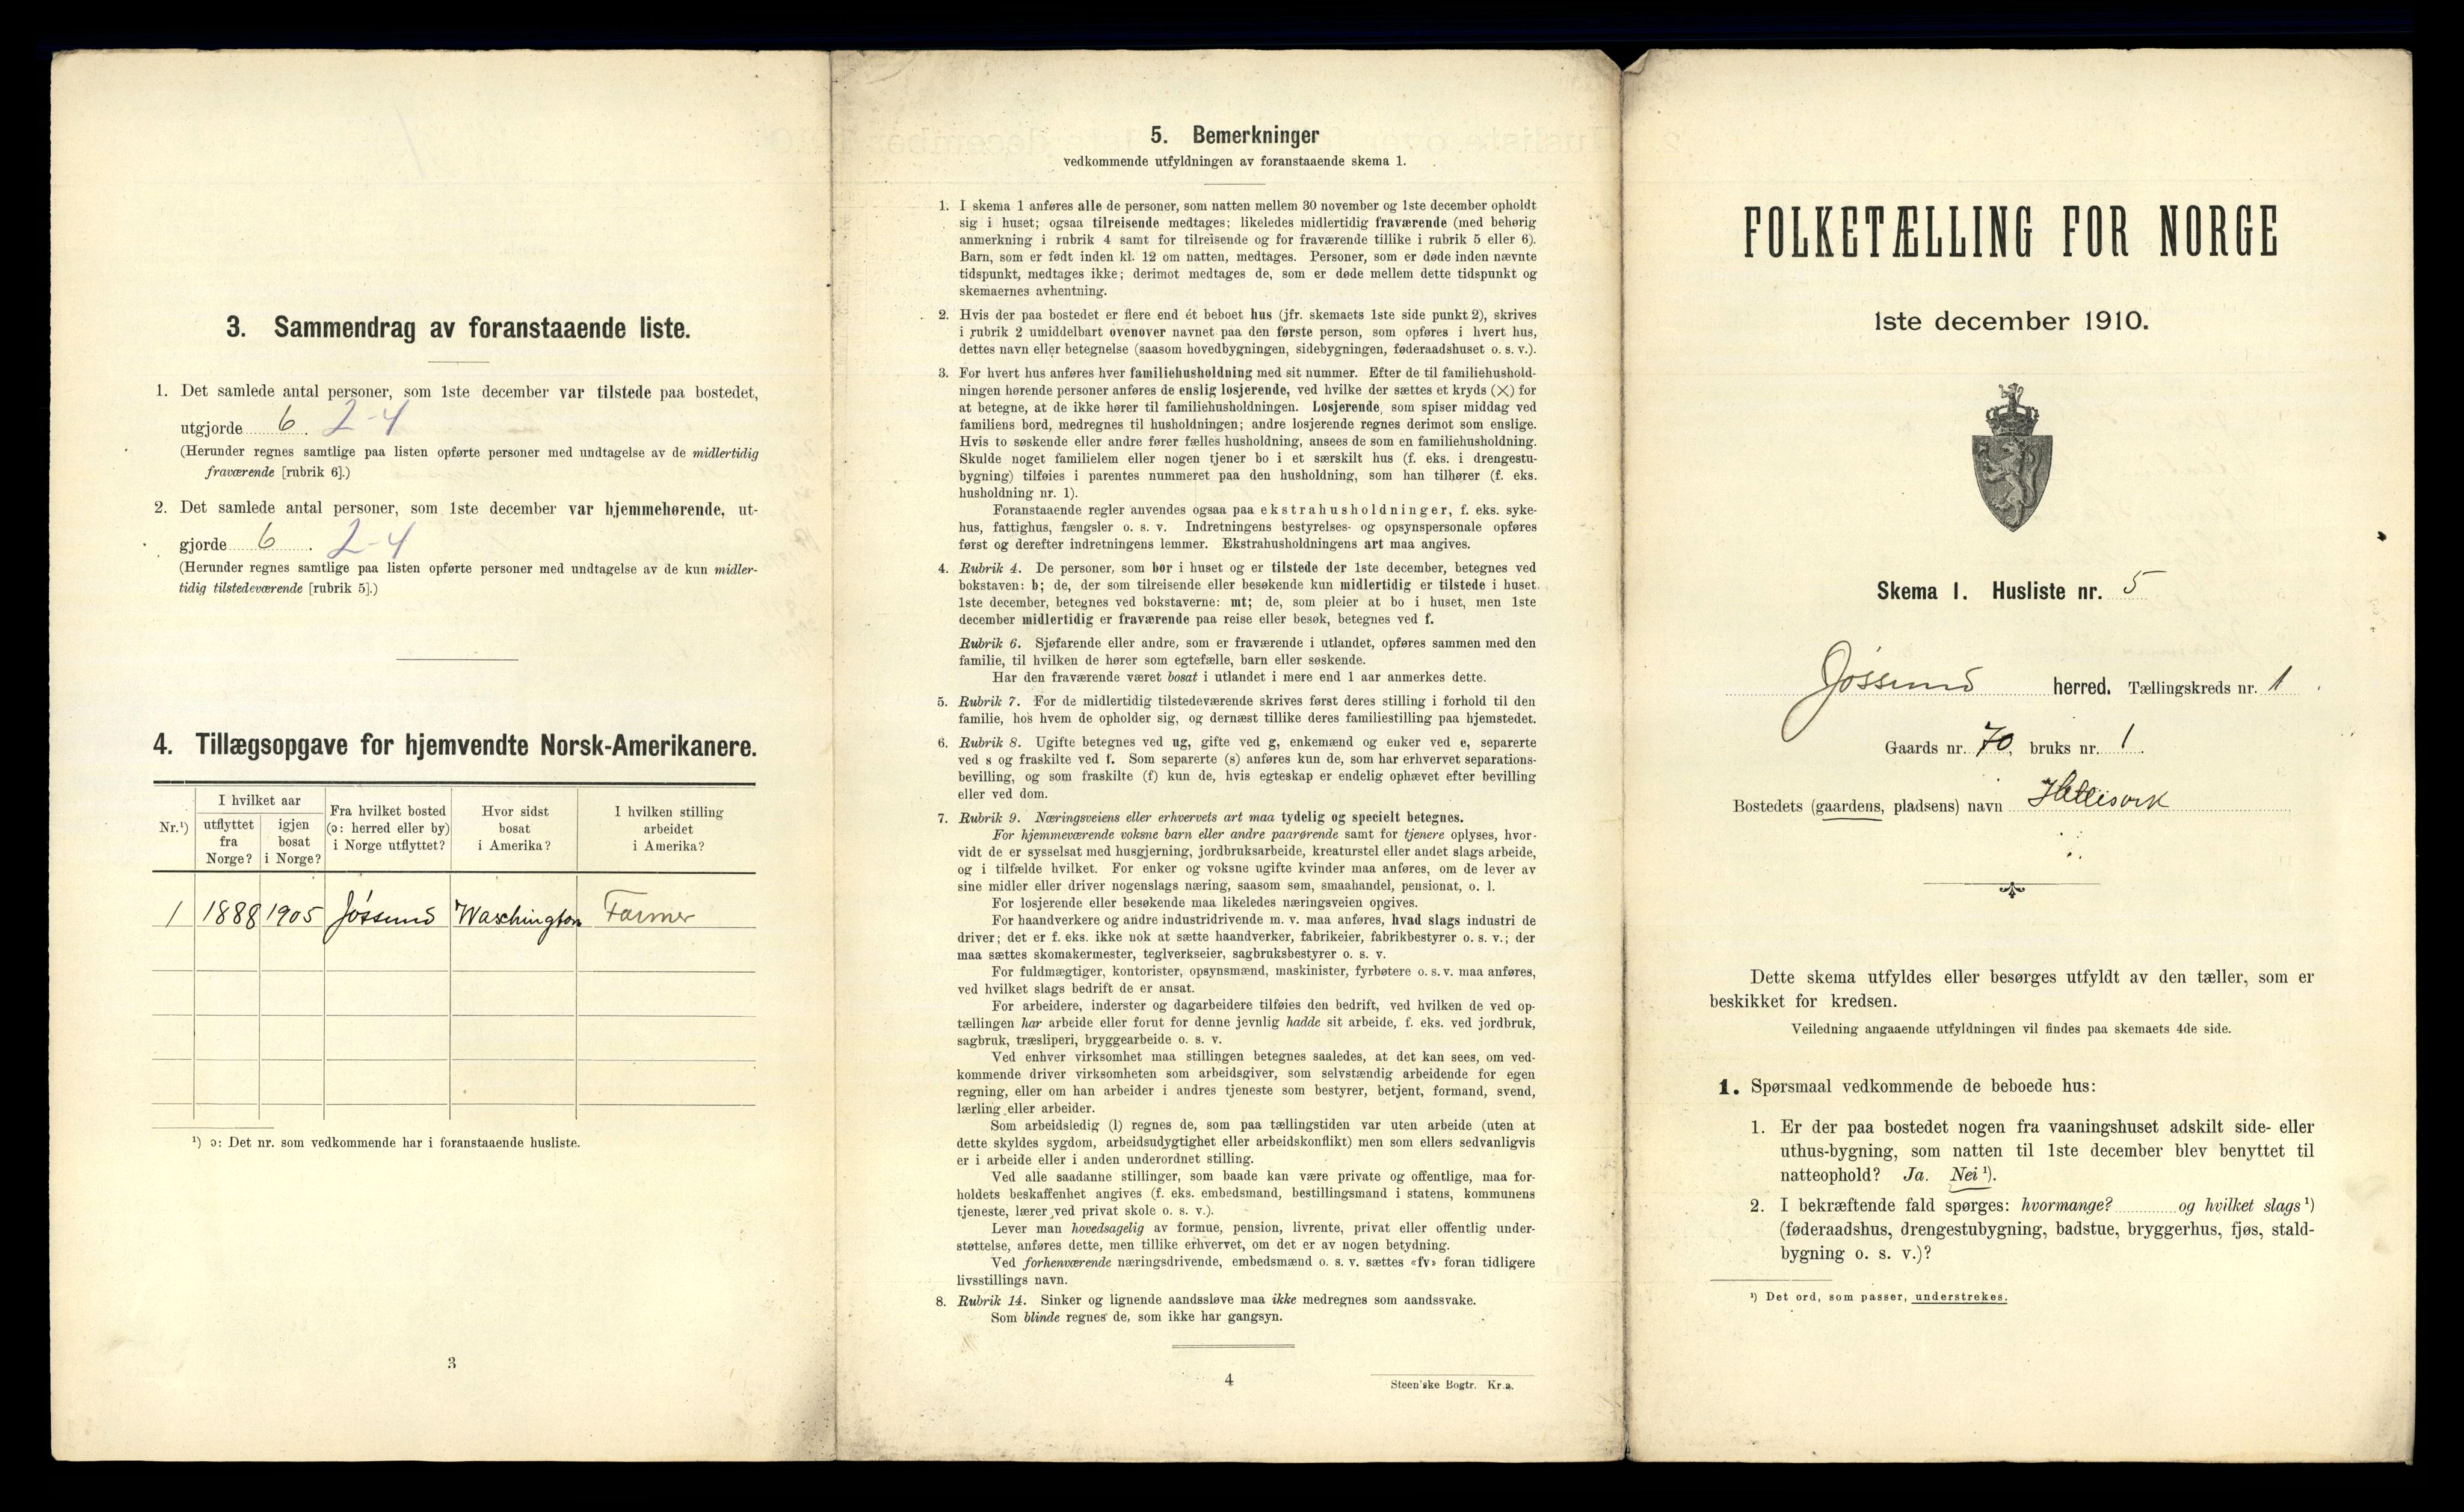 3. Sammendrag av foranstaaende liste.
1. Det samlede antal personer, som 1ste december var tilstede paa bostedet,
utgjorde 6. 2-4
(Herunder regnes samtlige paa listen opførte personer med undtagelse av de midlertidig
fraværende [rubrik 6].)
2. Det samlede antal personer, som 1ste december var hjemmehørende, ut-
gjorde 6. 2-4
(Herunder regnes samtlige paa listen opførte personer med undtagelse av de kun midler-
tidig tilstedeværende [rubrik 5].)
4. Tillægsopgave for hjemvendte Norsk-Amerikanere.
Nr.¹)
I hvilket aar
utflyttet
fra
Norge?
igjen
bosat
i Norge?
Fra hvilket bosted
(ɔ: herred eller by)
i Norge utflyttet?
Hvor sidst
bosat
i Amerika?
I hvilken stilling
arbeidet
i Amerika?
1 1888 1905 Jøssund Waschington Farmer
¹) ɔ: Det nr. som vedkommende har i foranstaaende husliste.
3
5. Bemerkninger
vedkommende utfyldningen av foranstaaende skema 1.
1. I skema 1 anføres alle de personer, som natten mellem 30 november og 1ste december opholdt
sig i huset; ogsaa tilreisende medtages; likeledes midlertidig fraværende (med behørig
anmerkning i rubrik 4 samt for tilreisende og for fraværende tillike i rubrik 5 eller 6).
Barn, som er født inden kl. 12 om natten, medtages. Personer, som er døde inden nævnte
tidspunkt, medtages ikke; derimot medtages de, som er døde mellem dette tidspunkt og
skemaernes avhentning.
2. Hvis der paa bostedet er flere end ét beboet hus (jfr. skemaets 1ste side punkt 2), skrives
i rubrik 2 umiddelbart ovenover navnet paa den første person, som opføres i hvert hus,
dettes navn eller betegnelse (saasom hovedbygningen, sidebygningen, føderaadshuset o. s. v.).
3. For hvert hus anføres hver familiehusholdning med sit nummer. Efter de til familiehushold-
ningen hørende personer anføres de enslig losjerende, ved hvilke der sættes et kryds (×) for
at betegne, at de ikke hører til familiehusholdningen. Losjerende, som spiser middag ved
familiens bord, medregnes til husholdningen; andre losjerende regnes derimot som enslige.
Hvis to søskende eller andre fører fælles husholdning, ansees de som en familiehusholdning.
Skulde noget familielem eller nogen tjener bo i et særskilt hus (f. eks. i drengestu-
bygning) tilføies i parentes nummeret paa den husholdning, som han tilhører (f. eks.
husholdning nr. 1).
Foranstaaende regler anvendes ogsaa paa ekstrahusholdninger, f. eks. syke-
hus, fattighus, fængsler o. s. v. Indretningens bestyrelses- og opsynspersonale opføres
først og derefter indretningens lemmer. Ekstrahusholdningens art maa angives.
4. Rubrik 4. De personer, som bor i huset og er tilstede der 1ste december, betegnes ved
bokstaven: b; de, der som tilreisende eller besøkende kun midlertidig er tilstede i huset
1ste december, betegnes ved bokstaverne: mt; de, som pleier at bo i huset, men 1ste
december midlertidig er fraværende paa reise eller besøk, betegnes ved f.
Rubrik 6. Sjøfarende eller andre, som er fraværende i utlandet, opføres sammen med den
familie, til hvilken de hører som egtefælle, barn eller søskende.
Har den fraværende været bosat i utlandet i mere end 1 aar anmerkes dette.
5. Rubrik 7. For de midlertidig tilstedeværende skrives først deres stilling i forhold til den
familie, hos hvem de opholder sig, og dernæst tillike deres familiestilling paa hjemstedet.
6. Rubrik 8. Ugifte betegnes ved ug, gifte ved g, enkemænd og enker ved e, separerte
ved s og fraskilte ved f. Som separerte (s) anføres kun de, som har erhvervet separations-
bevilling, og som fraskilte (f) kun de, hvis egteskap er endelig ophævet efter bevilling
eller ved dom.
7. Rubrik 9. Næringsveiens eller erhvervets art maa tydelig og specielt betegnes.
For hjemmeværende voksne barn eller andre paarørende samt for tjenere oplyses, hvor-
vidt de er sysselsat med husgjerning, jordbruksarbeide, kreaturstel eller andet slags arbeide,
og i tilfælde hvilket. For enker og voksne ugifte kvinder maa anføres, om de lever av
sine midler eller driver nogenslags næring, saasom søm, smaahandel, pensionat, o. l.
For losjerende eller besøkende maa likeledes næringsveien opgives.
For haandverkere og andre industridrivende m. v. maa anføres, hvad slags industri de
driver; det er f. eks. ikke nok at sætte haandverker, fabrikeier, fabrikbestyrer o. s. v.; der
maa sættes skomakermester, teglverkseier, sagbruksbestyrer o. s. v.
For fuldmægtiger, kontorister, opsynsmænd, maskinister, fyrbøtere o. s. v. maa anføres,
ved hvilket slags bedrift de er ansat.
For arbeidere, inderster og dagarbeidere tilføies den bedrift, ved hvilken de ved op-
tællingen har arbeide eller forut for denne jevnlig hadde sit arbeide, f. eks. ved jordbruk,
sagbruk, træsliperi, bryggearbeide o. s. v.
Ved enhver virksomhet maa stillingen betegnes saaledes, at det kan sees, om ved-
kommende driver virksomheten som arbeidsgiver, som selvstændig arbeidende for egen
regning, eller om han arbeider i andres tjeneste som bestyrer, betjent, formand, svend,
lærling eller arbeider.
Som arbeidsledig (l) regnes de, som paa tællingstiden var uten arbeide (uten at
dette skyldes sygdom, arbeidsudygtighet eller arbeidskonflikt) men som ellers sedvanligvis
er i arbeide eller i anden underordnet stilling.
Ved alle saadanne stillinger, som baade kan være private og offentlige, maa for-
holdets beskaffenhet angives (f. eks. embedsmand, bestillingsmand i statens, kommunens
tjeneste, lærer ved privat skole o. s. v.).
Lever man hovedsagelig av formue, pension, livrente, privat eller offentlig under-
støttelse, anføres dette, men tillike erhvervet, om det er av nogen betydning.
Ved forhenværende næringsdrivende, embedsmænd o. s. v. sættes «fv» foran tidligere
livsstillings navn.
8. Rubrik 14. Sinker og lignende aandssløve maa ikke medregnes som aandssvake.
Som blinde regnes de, som ikke har gangsyn.
4
Steen'ske Bogtr. Kr.a.
FOLKETÆLLING FOR NORGE
1ste december 1910.
Skema 1. Husliste nr. 5
Jøssund herred. Tællingskreds nr. 1
Gaards nr. 70, bruks nr. 1.
Bostedets (gaardens, pladsens) navn
Dette skema utfyldes eller besørges utfyldt av den tæller, som er
beskikket for kredsen.
Veiledning angaaende utfyldningen vil findes paa skemaets 4de side.
1. Spørsmaal vedkommende de beboede hus:
1. Er der paa bostedet nogen fra vaaningshuset adskilt side- eller
uthus-bygning, som natten til 1ste december blev benyttet til
natteophold? Ja. Nei ¹).
2. I bekræftende fald spørges: hvormange? og hvilket slags ¹)
(føderaadshus, drengestubygning, badstue, bryggerhus, fjøs, stald-
bygning o. s. v.)?
¹) Det ord, som passer, understrekes.